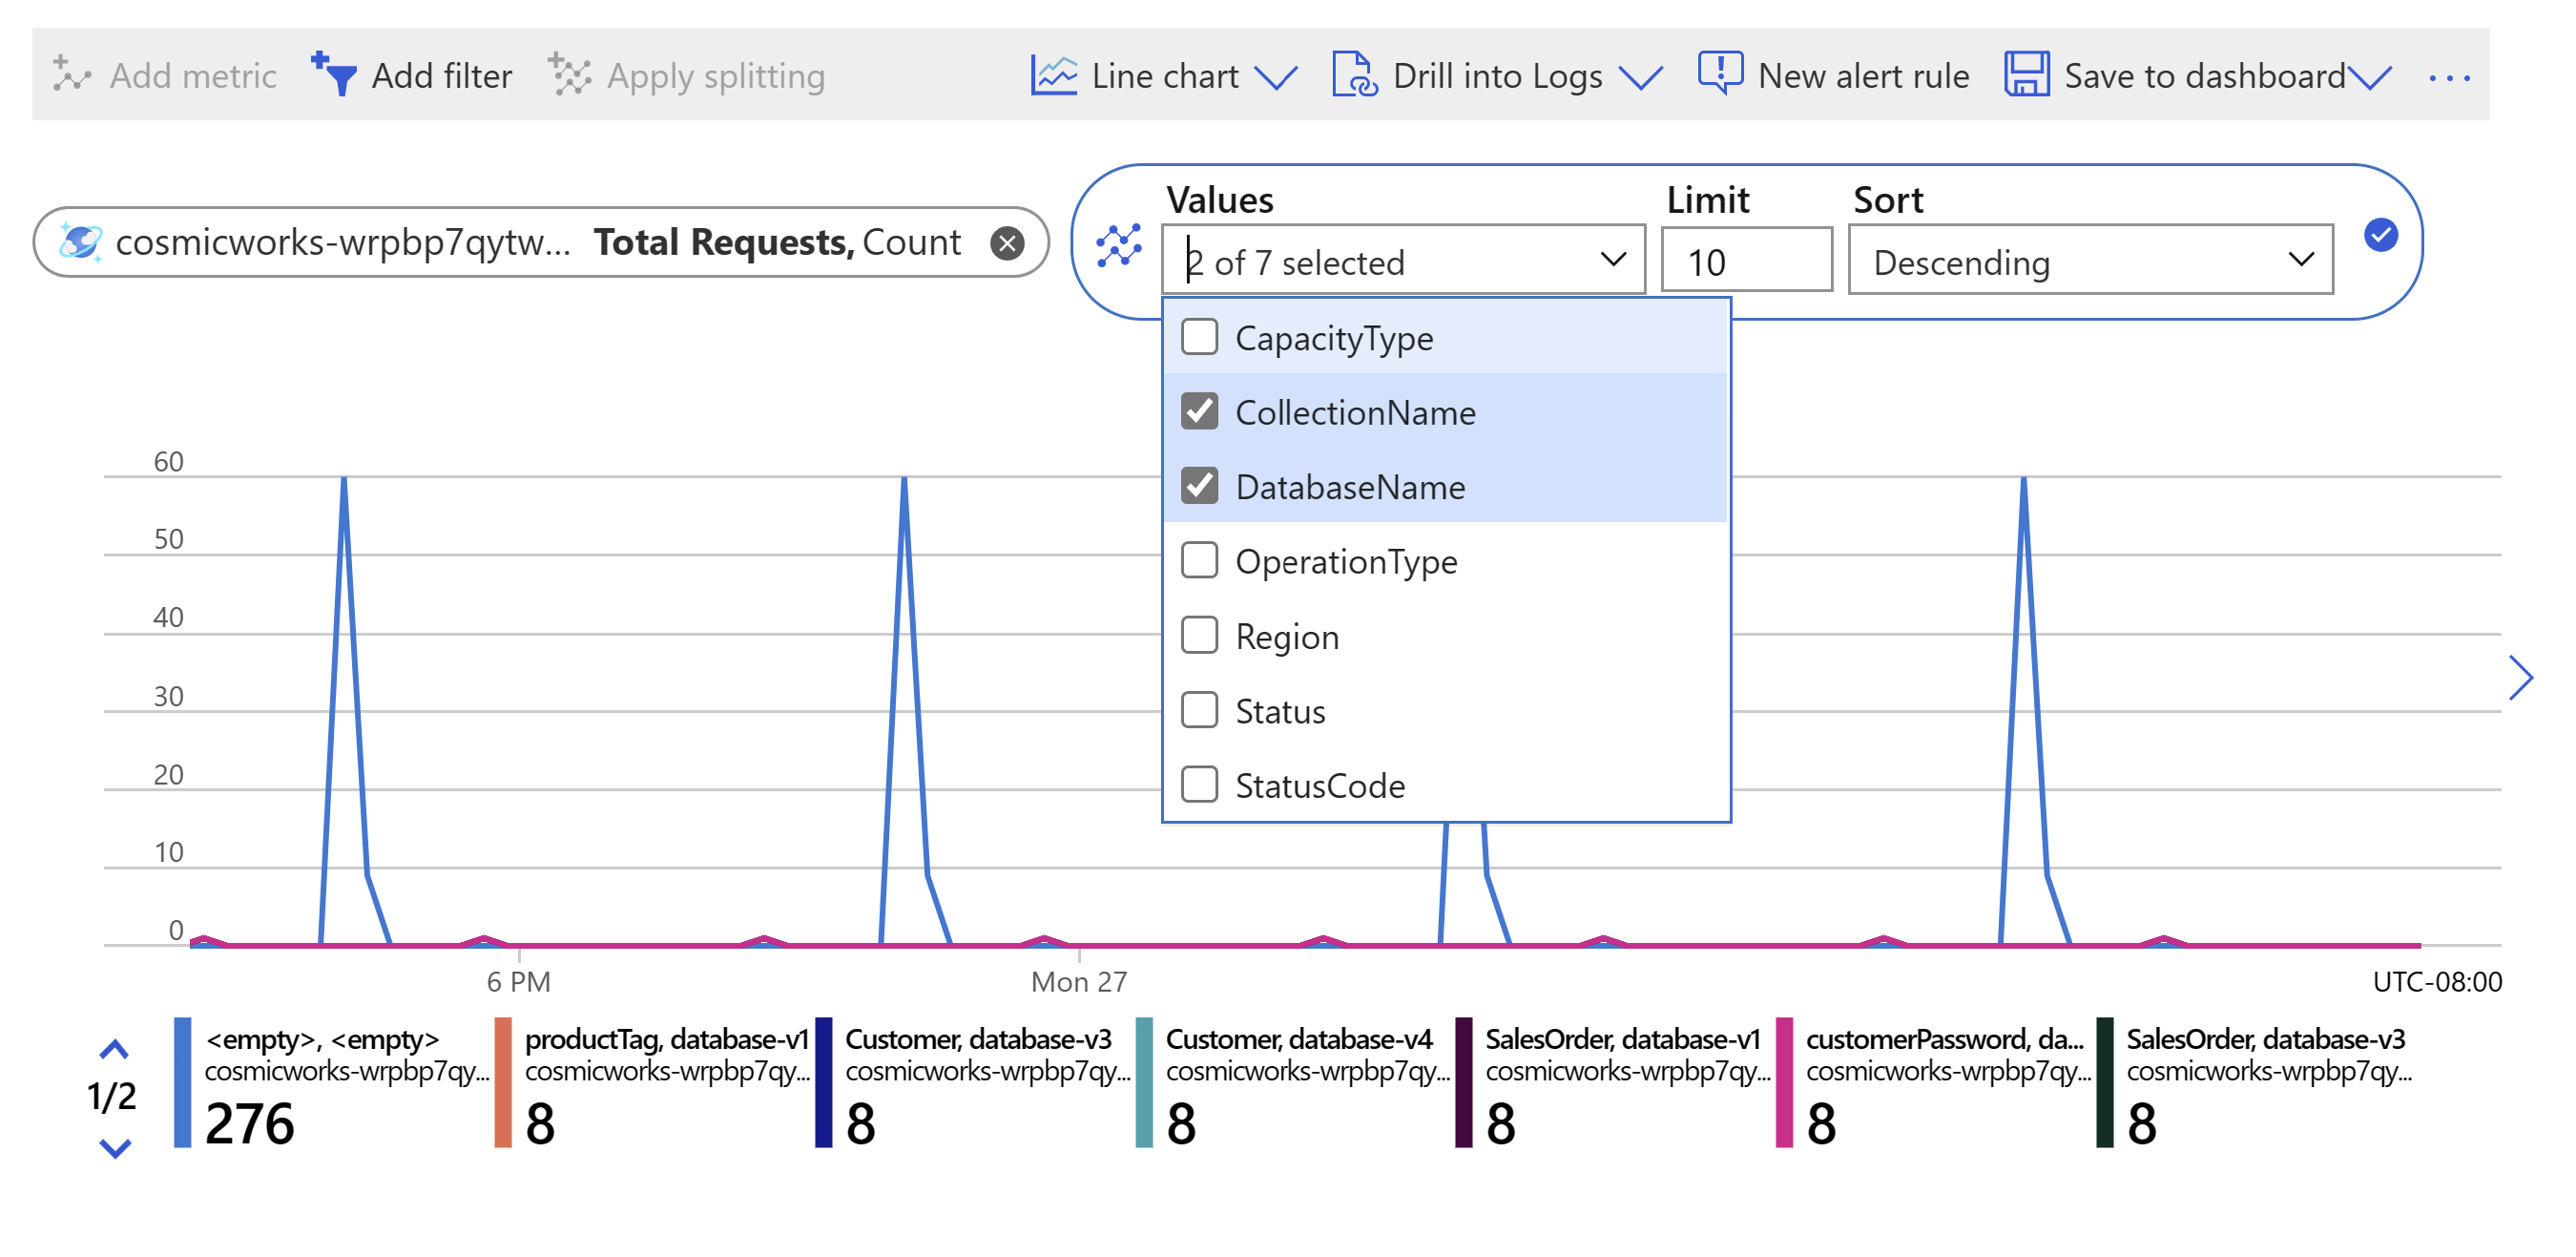 Add metric Add filter Apply splitting Line chart Drill into Logs New alert rule Save to dashboard ...
cosmicworks-wrpbp7qytw... Total Requests, Count
Values Limit Sort
2 of 7 selected 10 Descending
CapacityType
CollectionName
DatabaseName
OperationType
Region
Status
StatusCode
60
50
40
30
20
10
0
6 PM Mon 27 UTC-08:00
1/2
<empty>, <empty>
cosmicworks-wrpbp7qy...
276
productTag, database-v1
cosmicworks-wrpbp7qy...
8
Customer, database-v3
cosmicworks-wrpbp7qy...
8
Customer, database-v4
cosmicworks-wrpbp7qy...
8
SalesOrder, database-v1
cosmicworks-wrpbp7qy...
8
customerPassword, da...
cosmicworks-wrpbp7qy...
8
SalesOrder, database-v3
cosmicworks-wrpbp7qy...
8